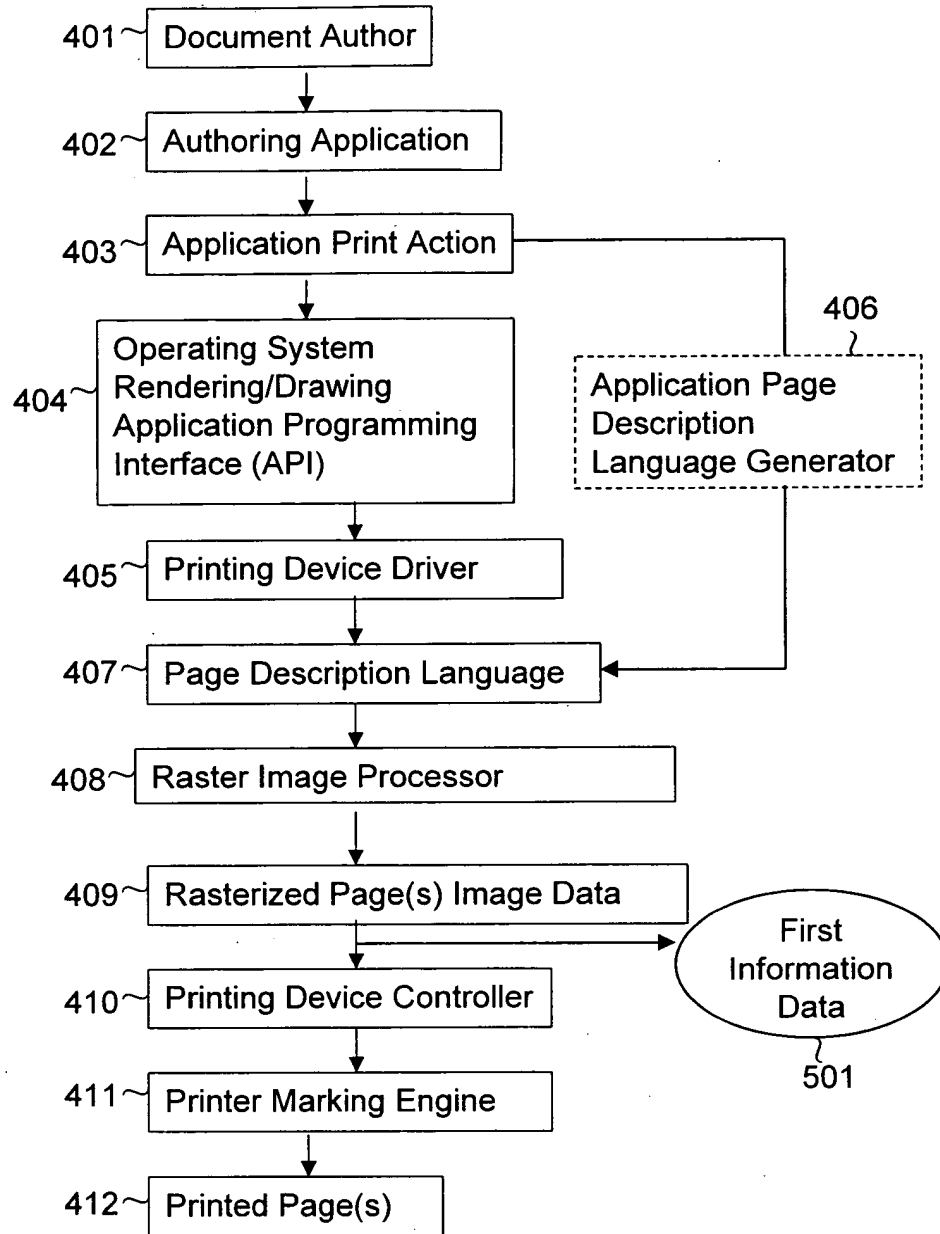 401 Document Author
402 Authoring Application
403 Application Print Action
404
Operating System
Rendering/Drawing
Application Programming
Interface (API)
406
Application Page
Description
Language Generator
405 Printing Device Driver
407 Page Description Language
408 Raster Image Processor
409 Rasterized Page(s) Image Data
First
Information
Data
501
410 Printing Device Controller
411 Printer Marking Engine
412 Printed Page(s)